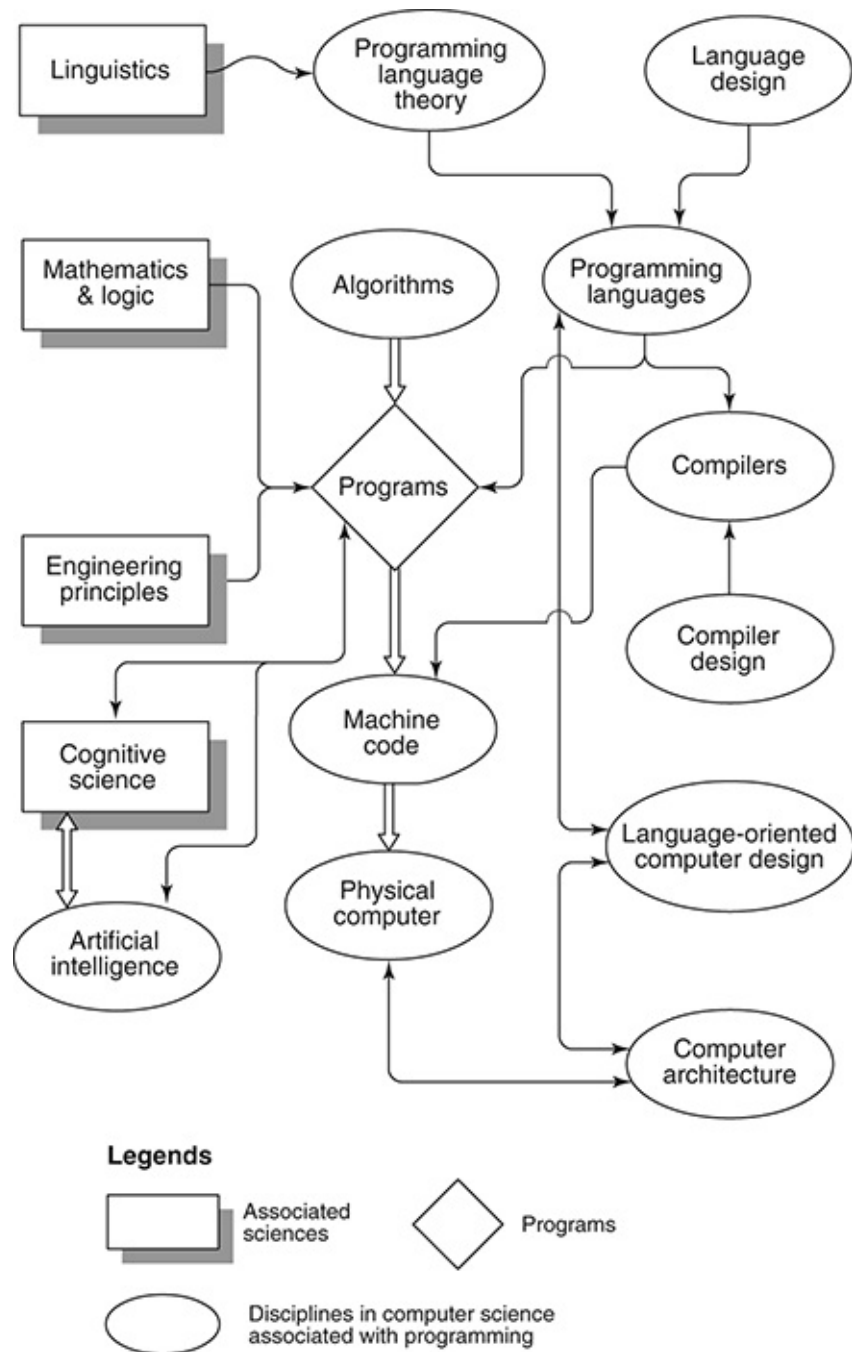 Linguistics
Programming
language
theory
Language
design
Mathematics
& logic
Algorithms
Programming
languages
Programs
Compilers
Engineering
principles
Compiler
design
Cognitive
science
Machine
code
Language-oriented
computer design
Physical
computer
Artificial
intelligence
Computer
architecture
Legends
Associated
sciences
Programs
Disciplines in computer science
associated with programming